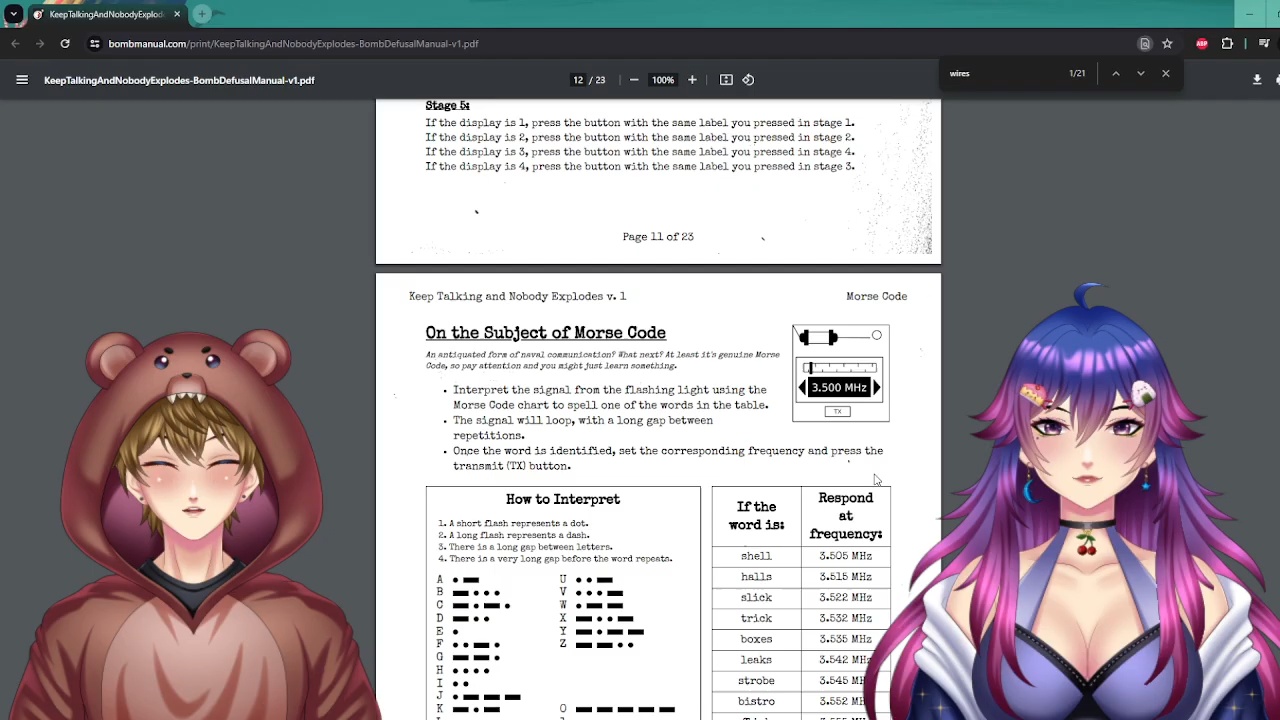 KeepTalkingAndNobodyExplod
bombmanual.com/print/KeepTalkingAndNobodyExplodes-BombDefusalManual-v1.pdf
ABP
KeepTalkingAndNobodyExplodes-BombDefusalManual-v1.pdf
12 / 23
100%
wires
1/21
Stage 5:
If the display is 1, press the button with the same label you pressed in stage 1.
If the display is 2, press the button with the same label you pressed in stage 2.
If the display is 3, press the button with the same label you pressed in stage 4.
If the display is 4, press the button with the same label you pressed in stage 3.
Page 11 of 23
Keep Talking and Nobody Explodes v. 1
Morse Code
On the Subject of Morse Code
An antiquated form of naval communication? What next? At least it's genuine Morse
Code, so pay attention and you might just learn something.
• Interpret the signal from the flashing light using the
Morse Code chart to spell one of the words in the table.
• The signal will loop, with a long gap between
repetitions.
• Once the word is identified, set the corresponding frequency and press the
transmit (TX) button.
3.500 MHz
TX
How to Interpret
1. A short flash represents a dot.
2. A long flash represents a dash.
3. There is a long gap between letters.
4. There is a very long gap before the word repeats.
A
B
C
D
E
F
G
H
I
J
K
U
V
W
X
Y
Z
0
If the
word is:
Respond
at
frequency:
shell 3.505 MHz
halls 3.515 MHz
slick 3.522 MHz
trick 3.532 MHz
boxes 3.535 MHz
leaks 3.542 MHz
strobe 3.545 MHz
bistro 3.552 MHz